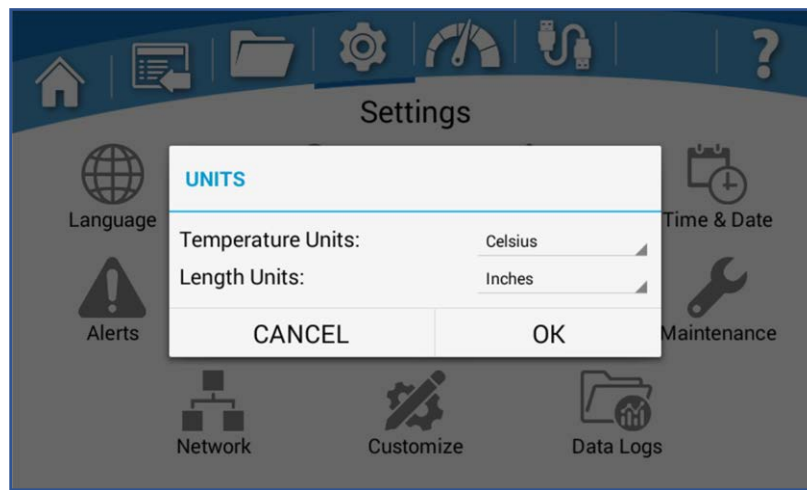 Settings
UNITS
Language
Time & Date
Temperature Units: Celsius
Length Units: Inches
Alerts
CANCEL OK
Maintenance
Network Customize Data Logs